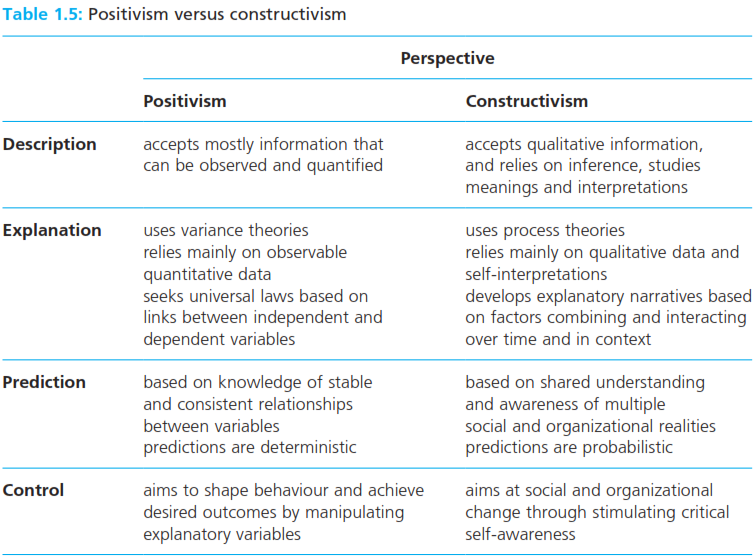 Table 1.5: Positivism versus constructivism
Perspective
Positivism
Constructivism
Description
accepts mostly information that
can be observed and quantified
accepts qualitative information,
and relies on inference, studies
meanings and interpretations
Explanation
uses variance theories
relies mainly on observable
quantitative data
seeks universal laws based on
links between independent and
dependent variables
uses process theories
relies mainly on qualitative data and
self-interpretations
develops explanatory narratives based
on factors combining and interacting
over time and in context
Prediction
based on knowledge of stable
and consistent relationships
between variables
predictions are deterministic
based on shared understanding
and awareness of multiple
social and organizational realities
predictions are probabilistic
Control
aims to shape behaviour and achieve
desired outcomes by manipulating
explanatory variables
aims at social and organizational
change through stimulating critical
self-awareness